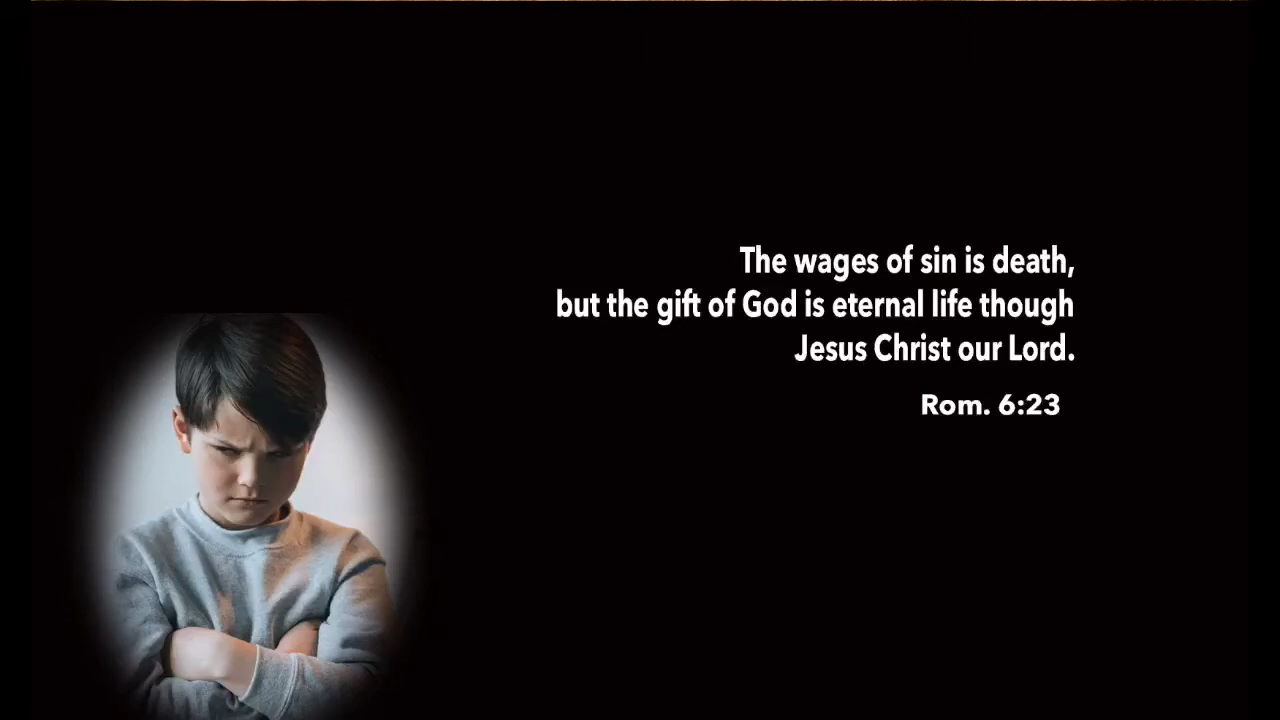 The wages of sin is death,
but the gift of God is eternal life though
Jesus Christ our Lord.
Rom. 6:23